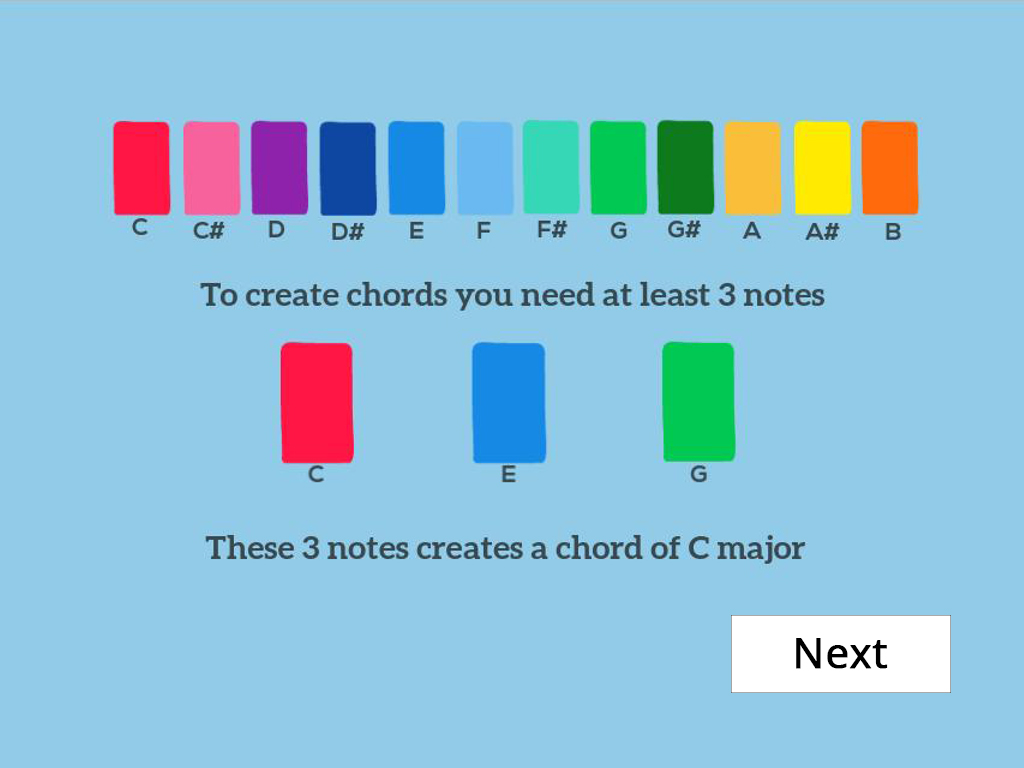 C C# D D# E F F# G G# A A# B
To create chords you need at least 3 notes
C E G
These 3 notes creates a chord of C major
Next